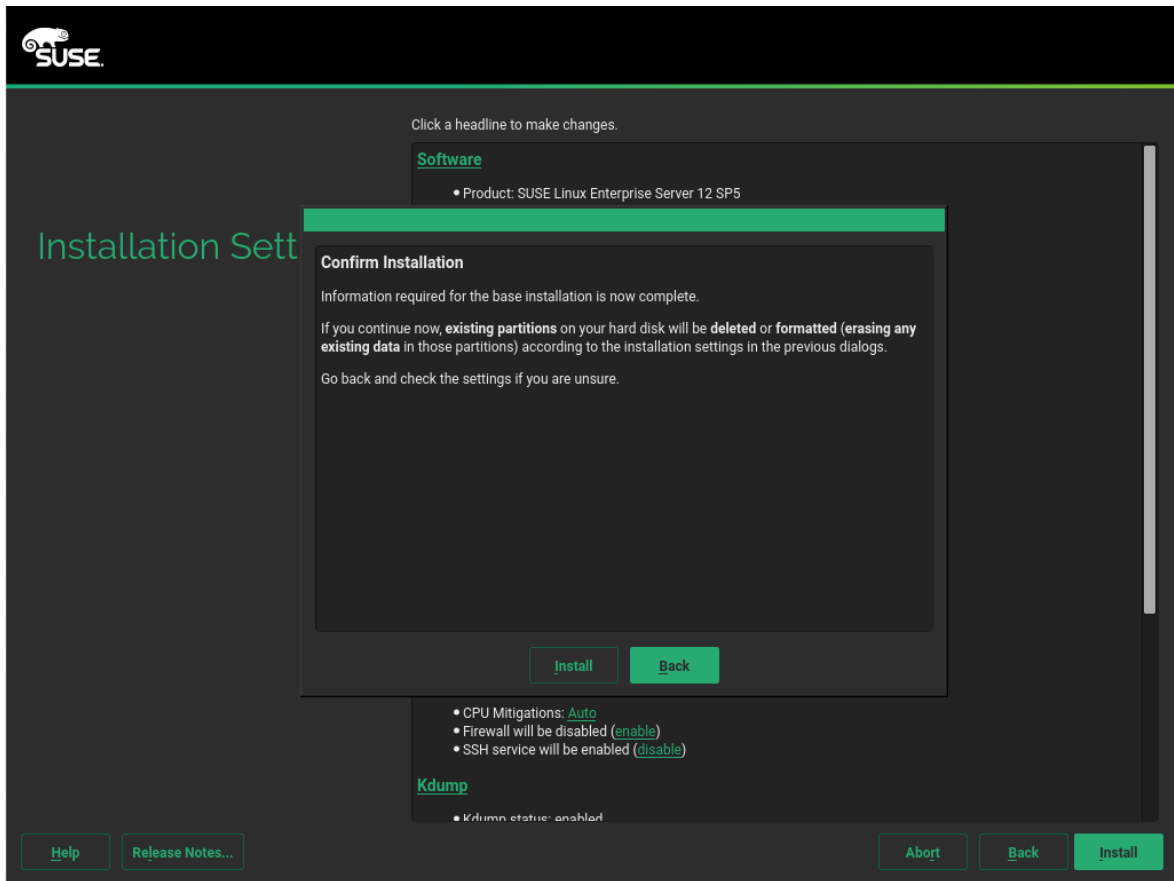 SUSE.
Click a headline to make changes.
Software
• Product: SUSE Linux Enterprise Server 12 SP5
Installation Sett
Confirm Installation
Information required for the base installation is now complete.
If you continue now, existing partitions on your hard disk will be deleted or formatted (erasing any
existing data in those partitions) according to the installation settings in the previous dialogs.
Go back and check the settings if you are unsure.
Install Back
• CPU Mitigations: Auto
• Firewall will be disabled (enable)
• SSH service will be enabled (disable)
Kdump
• Kdump status: enabled
Help Release Notes... Abort Back Install